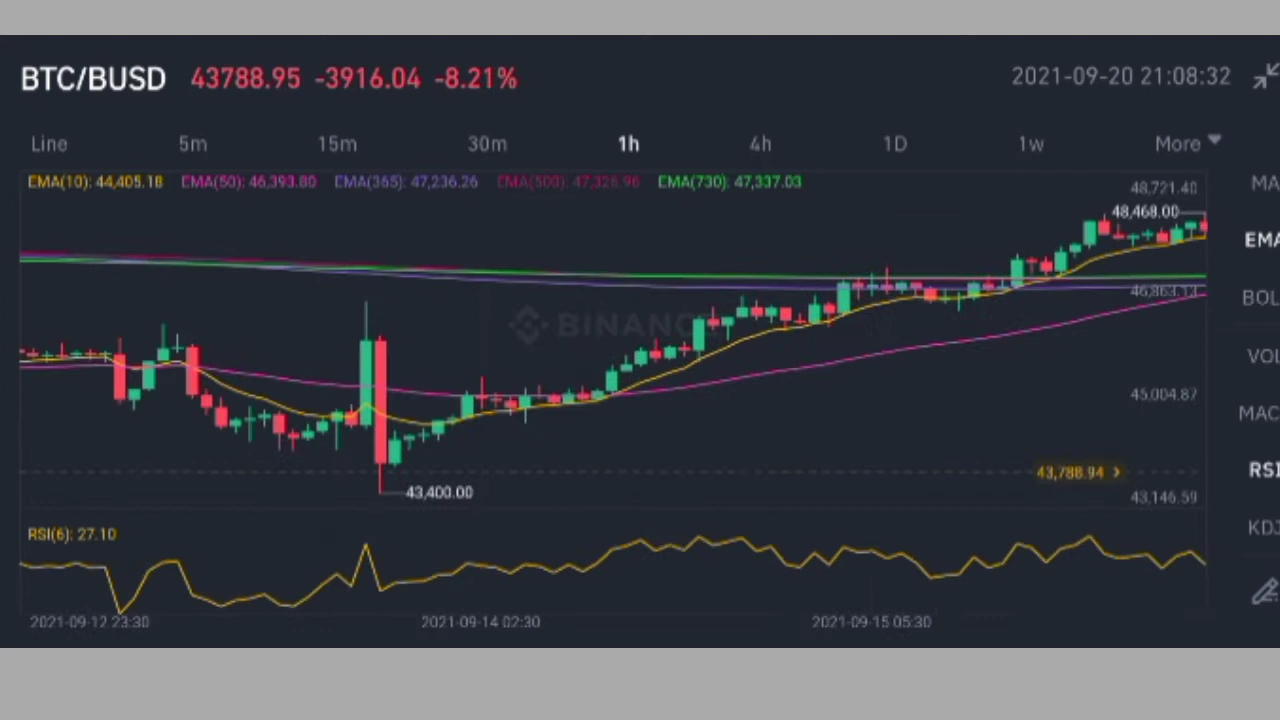 BTC/BUSD 43788.95 -3916.04 -8.21% 2021-09-20 21:08:32
Line 5m 15m 30m 1h 4h 1D 1w More
EMA(10): 44,405.18 EMA(50): 46,393.80 EMA(365): 47,236.26 EMA(500): 47,326.96 EMA(730): 47,337.03
MA
48,721.40
48,468.00
EMA
46,863.13
BOL
BINANC
VOL
45,004.87
MAC
43,788.94
RSI
43,400.00
43,146.59
RSI(6): 27.10
KDJ
2021-09-12 23:30 2021-09-14 02:30 2021-09-15 05:30